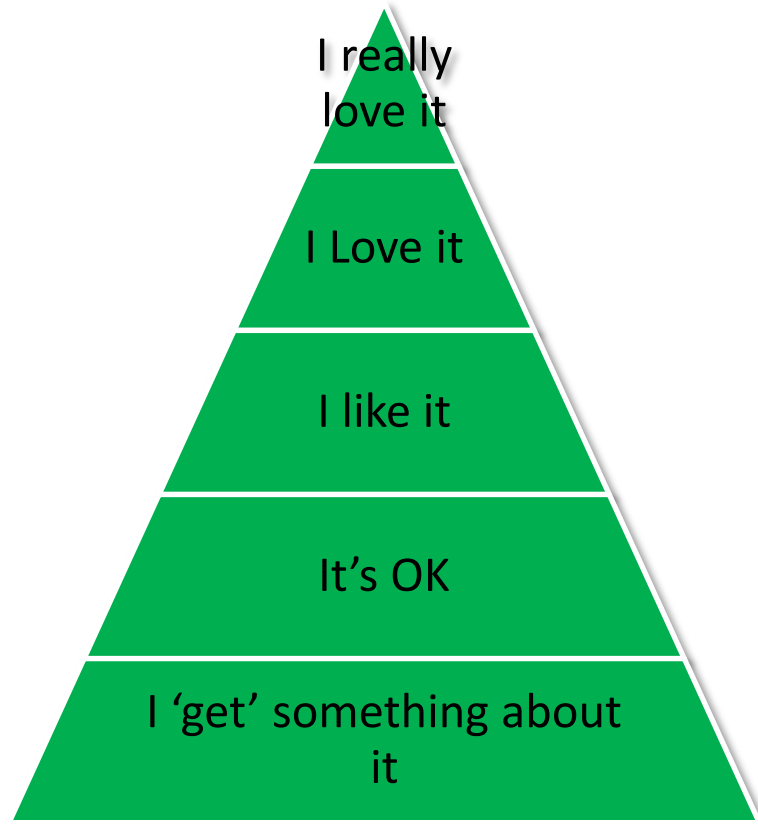 I really
love it
I Love it
I like it
It’s OK
I ‘get’ something about
it